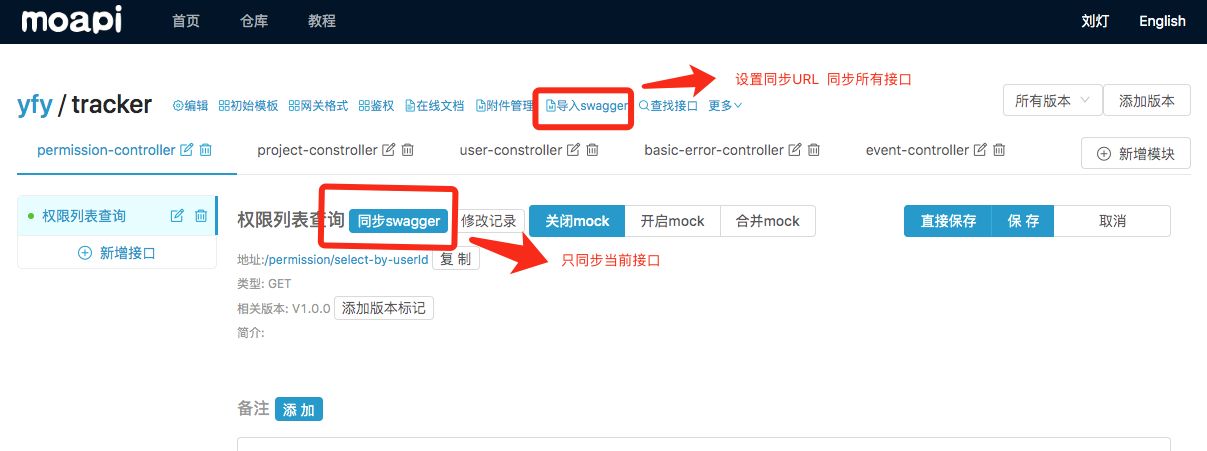 moapi 首页 仓库 教程 刘灯 English
设置同步URL 同步所有接口
yfy / tracker 编辑 初始模板 网关格式 鉴权 在线文档 附件管理 导入swagger 查找接口 更多 所有版本 添加版本
permission-controller project-constroller user-constroller basic-error-controller event-controller 新增模块
权限列表查询 权限列表查询 同步swagger 修改记录 关闭mock 开启mock 合并mock 直接保存 保 存 取消
新增接口 地址:/permission/select-by-userId 复 制 只同步当前接口
类型: GET
相关版本: V1.0.0 添加版本标记
简介:
备注 添 加